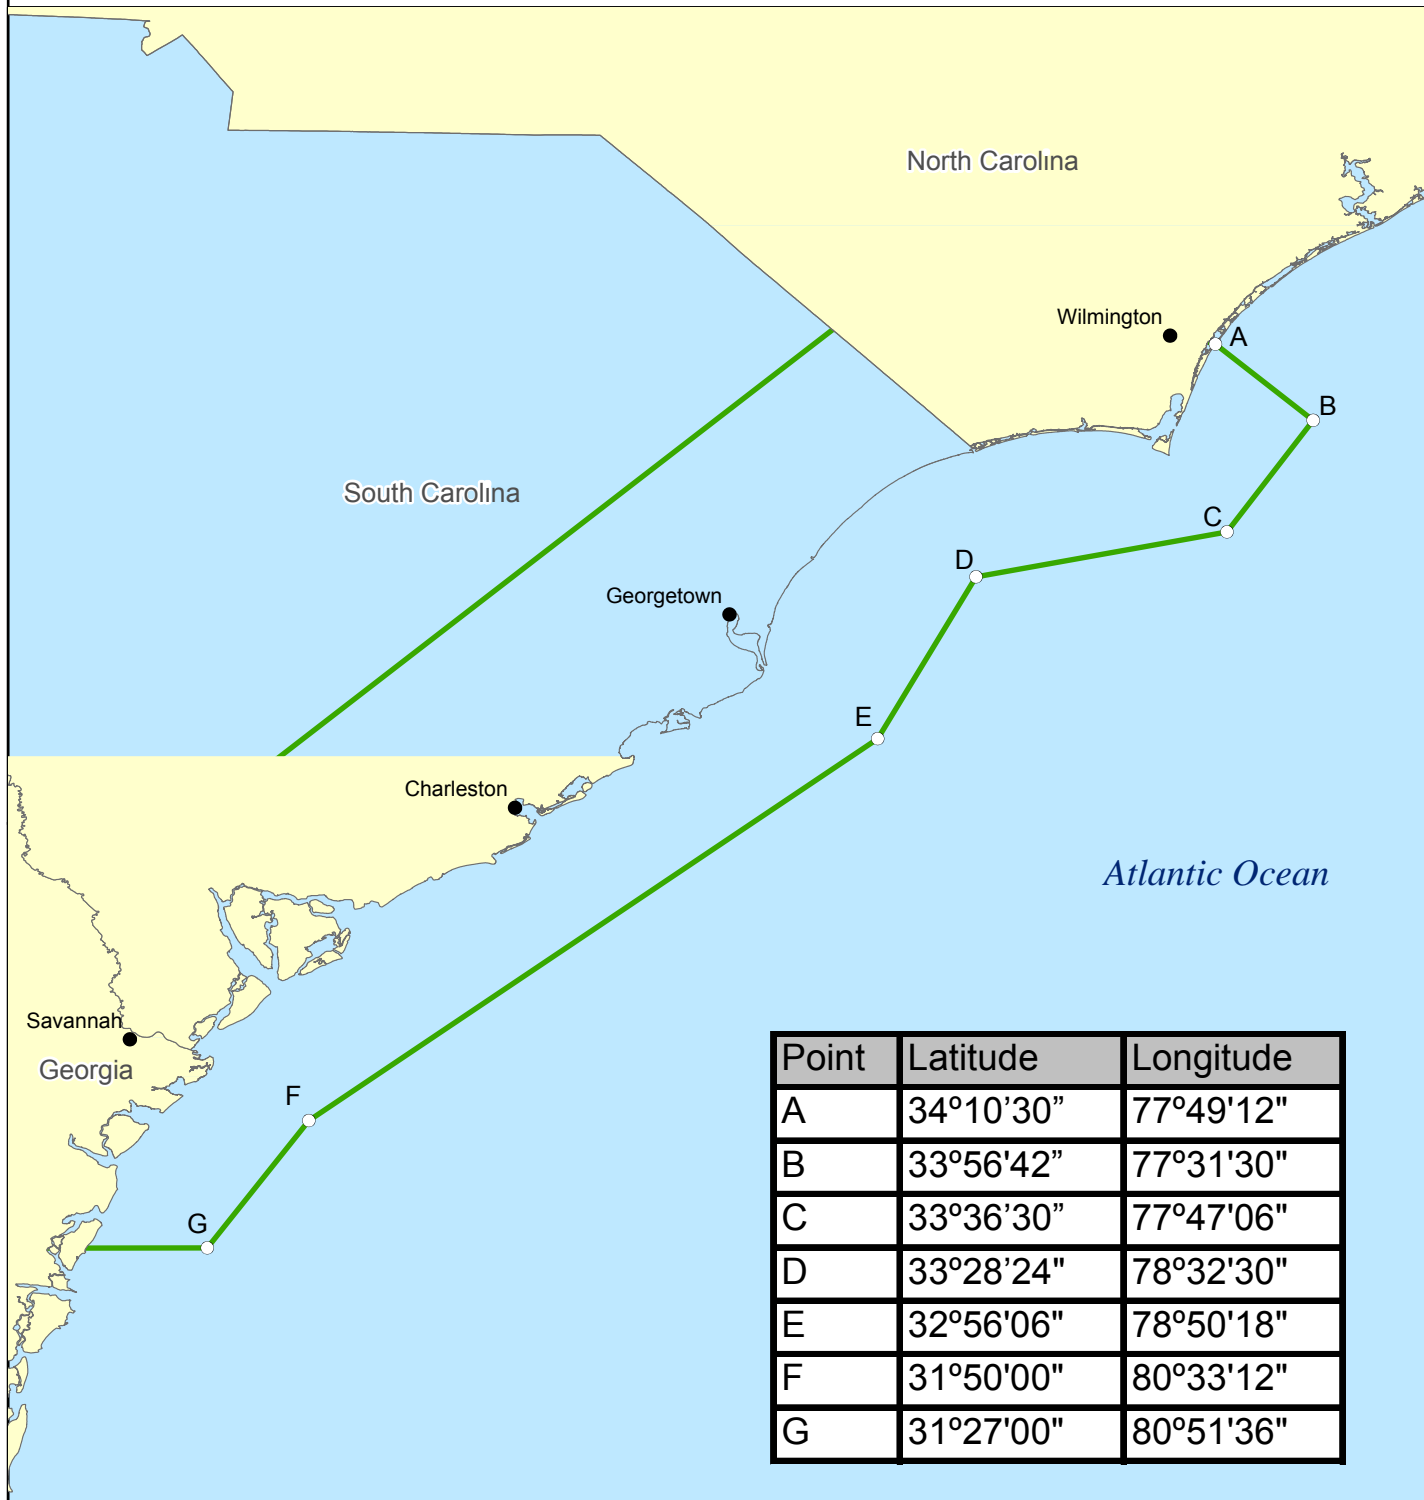 North Carolina
Wilmington
A
B
South Carolina
C
D
Georgetown
E
Charleston
Atlantic Ocean
Savannah
Georgia
F
G
Point Latitude Longitude
A 34º10’30” 77º49'12"
B 33º56'42” 77º31'30"
C 33º36’30” 77º47'06"
D 33º28’24" 78º32'30"
E 32º56'06" 78º50'18"
F 31º50'00" 80º33'12"
G 31º27'00" 80º51'36"